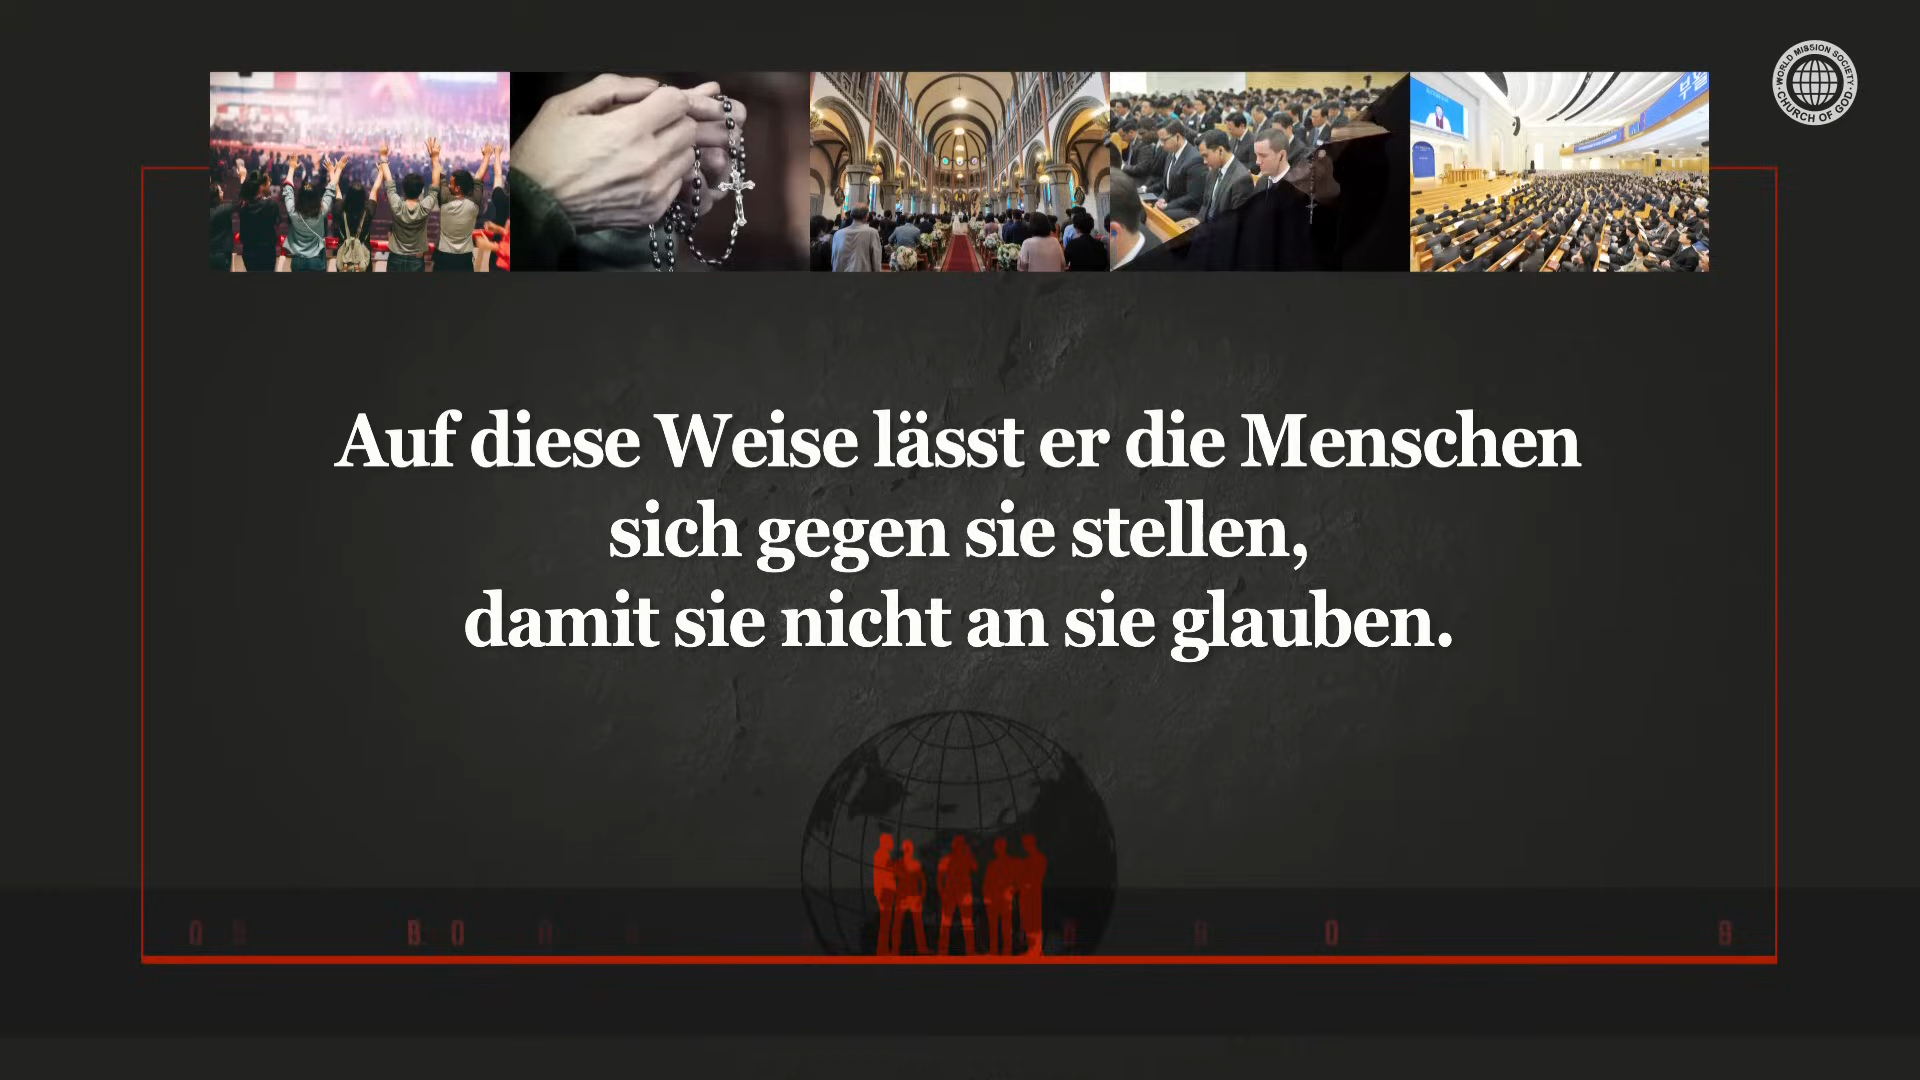 WORLD MISSION SOCIETY
CHURCH OF GOD
Auf diese Weise lässt er die Menschen
sich gegen sie stellen,
damit sie nicht an sie glauben.